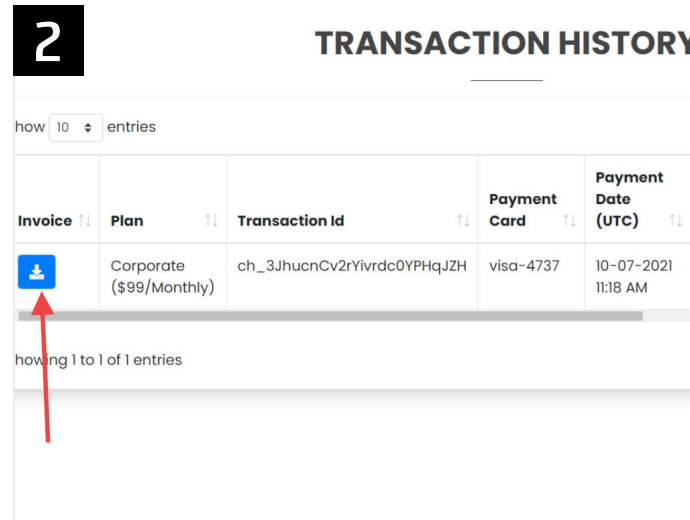 2
TRANSACTION HISTORY
how 10 entries
Invoice Plan Transaction Id Payment Card Payment Date (UTC)
Corporate ($99/Monthly) ch_3JhucnCv2rYivrdc0YPHqJZH visa-4737 10-07-2021 11:18 AM
howing 1 to 1 of 1 entries